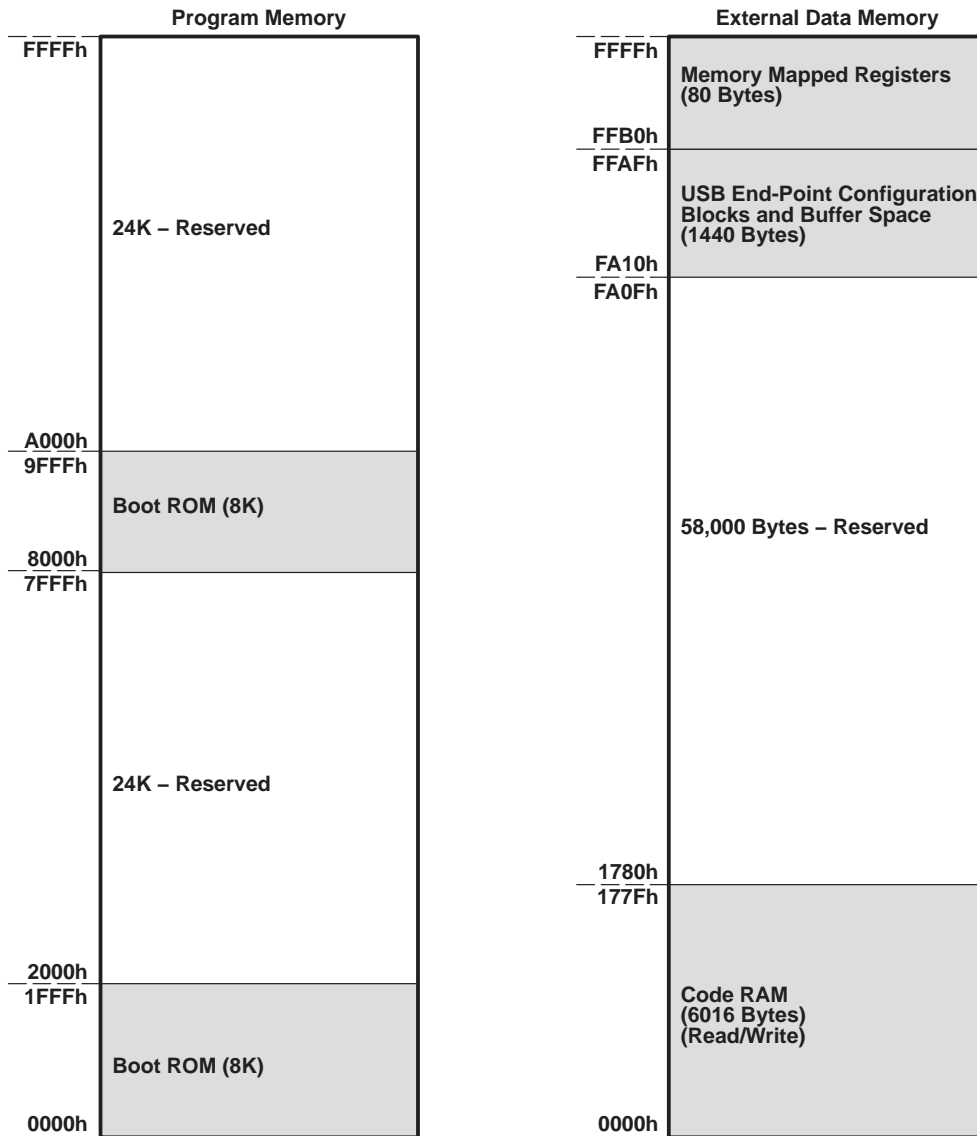 Program Memory
FFFFh
24K – Reserved
A000h
9FFFh
Boot ROM (8K)
8000h
7FFFh
24K – Reserved
2000h
1FFFh
Boot ROM (8K)
0000h
External Data Memory
FFFFh
Memory Mapped Registers
(80 Bytes)
FFB0h
FFAFh
USB End-Point Configuration
Blocks and Buffer Space
(1440 Bytes)
FA10h
FA0Fh
58,000 Bytes – Reserved
1780h
177Fh
Code RAM
(6016 Bytes)
(Read/Write)
0000h